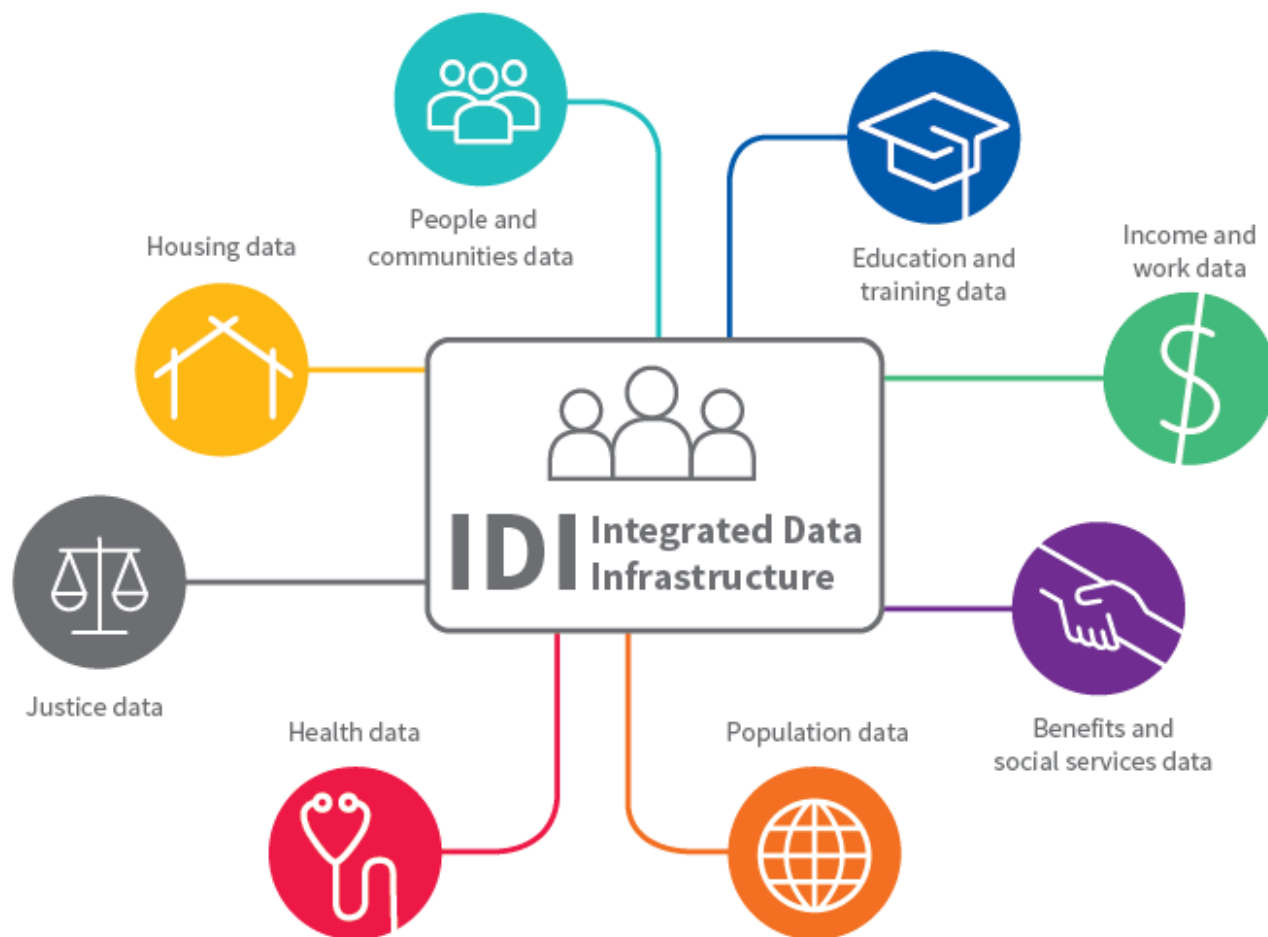 People and
communities data
Education and
training data
Income and
work data
Housing data
IDI
Integrated Data
Infrastructure
Justice data
Health data
Population data
Benefits and
social services data